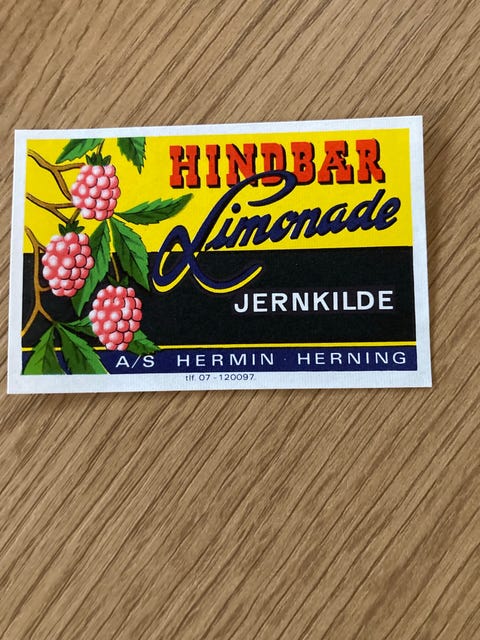 HINDBÆR
Limonade
JERNKILDE
A/S HERMIN · HERNING
tlf. 07 - 120097.